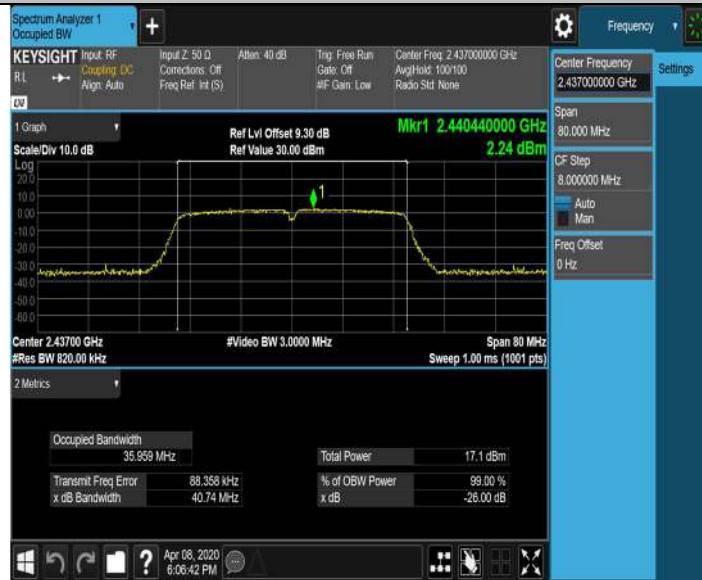 Spectrum Analyzer 1
Occupied BW
+
Frequency
KEYSIGHT
R L
Input: RF
Coupling: DC
Align: Auto
Input Z: 50 Ω
Corrections: Off
Freq Ref: Int (S)
Atten: 40 dB
Trig: Free Run
Gate: Off
#IF Gain: Low
Center Freq: 2.437000000 GHz
Avg|Hold: 100/100
Radio Std: None
Center Frequency
2.437000000 GHz
Settings
Span
80.000 MHz
CF Step
8.000000 MHz
Auto
Man
Freq Offset
0 Hz
1 Graph
Scale/Div 10.0 dB
Ref Lvl Offset 9.30 dB
Ref Value 30.00 dBm
Mkr1 2.440440000 GHz
2.24 dBm
Log
20.0
10.0
0.00
-10.0
-20.0
-30.0
-40.0
-50.0
-60.0
1
Center 2.43700 GHz
#Res BW 820.00 kHz
#Video BW 3.0000 MHz
Span 80 MHz
Sweep 1.00 ms (1001 pts)
2 Metrics
Occupied Bandwidth
35.959 MHz
Total Power 17.1 dBm
Transmit Freq Error 88.358 kHz
% of OBW Power 99.00 %
x dB Bandwidth 40.74 MHz
x dB -26.00 dB
?
Apr 08, 2020
6:06:42 PM